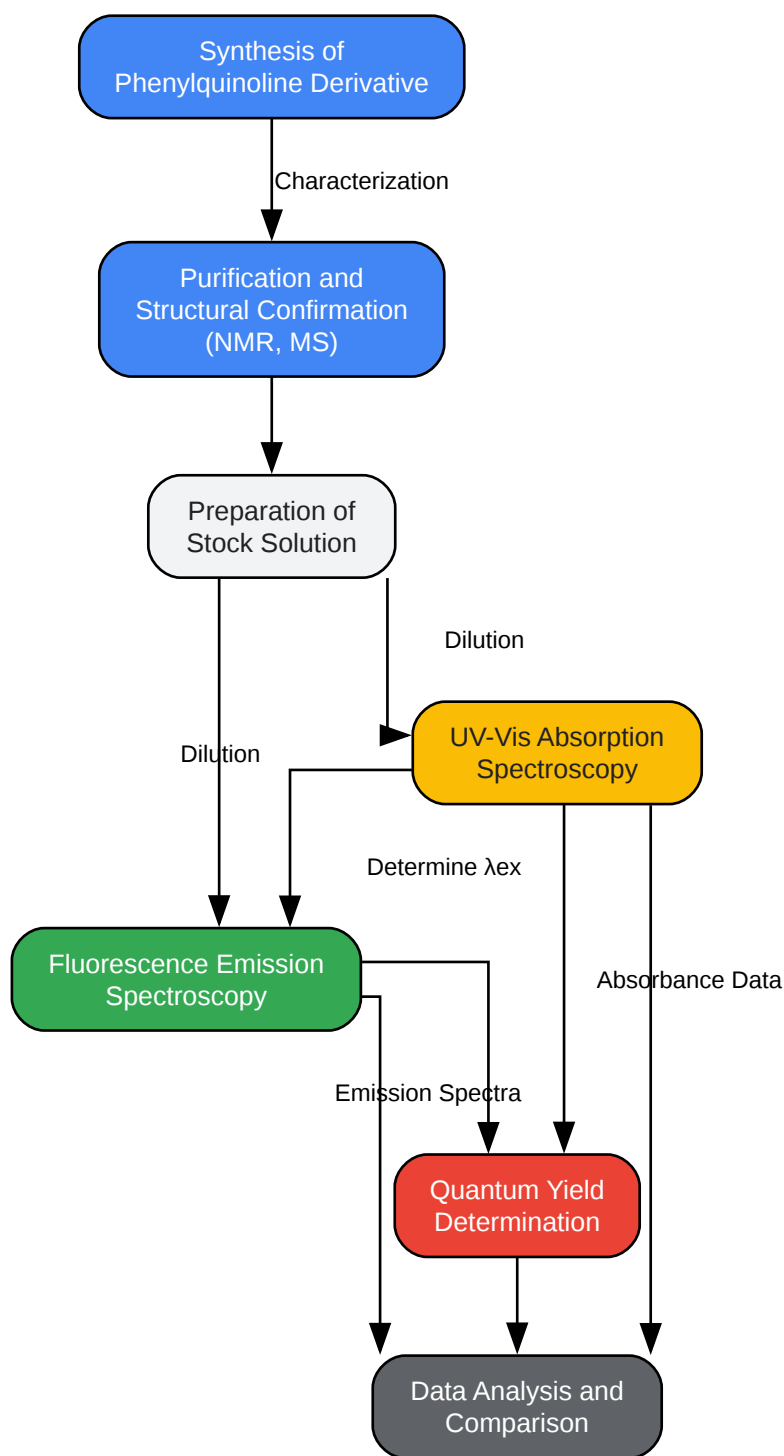 Synthesis of
Phenylquinoline Derivative
Characterization
Purification and
Structural Confirmation
(NMR, MS)
Preparation of
Stock Solution
Dilution
Dilution
UV-Vis Absorption
Spectroscopy
Determine λex
Fluorescence Emission
Spectroscopy
Absorbance Data
Emission Spectra
Quantum Yield
Determination
Data Analysis and
Comparison